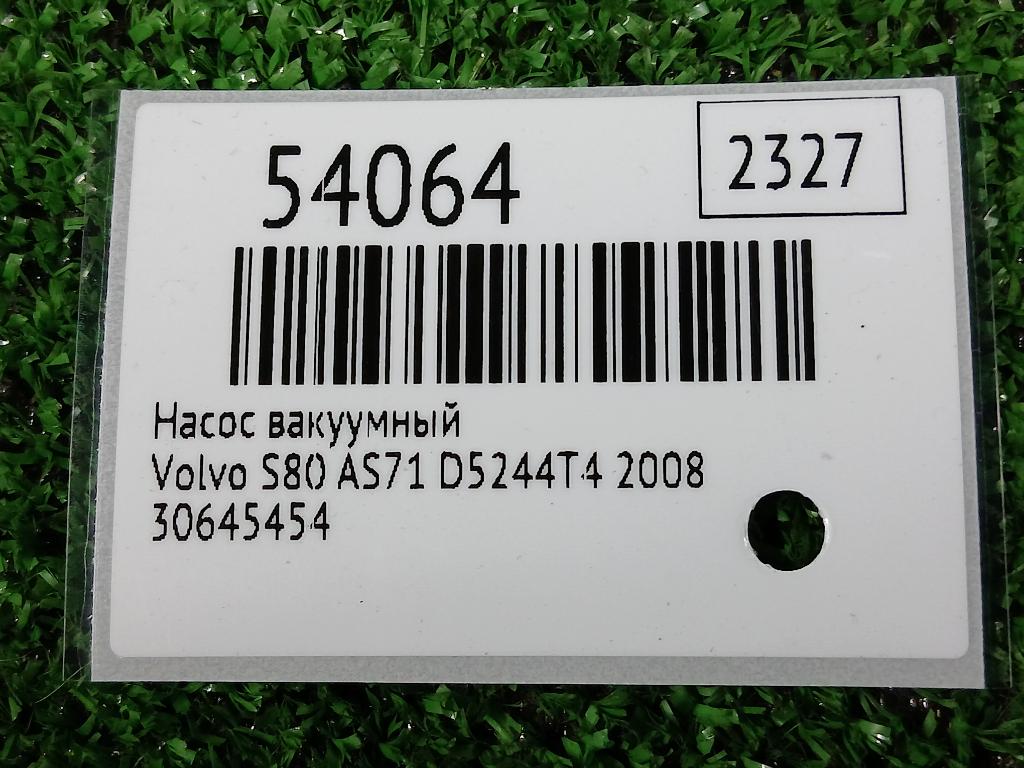 54064
2327
Насос вакуумный
Volvo S80 AS71 D5244T4 2008
30645454